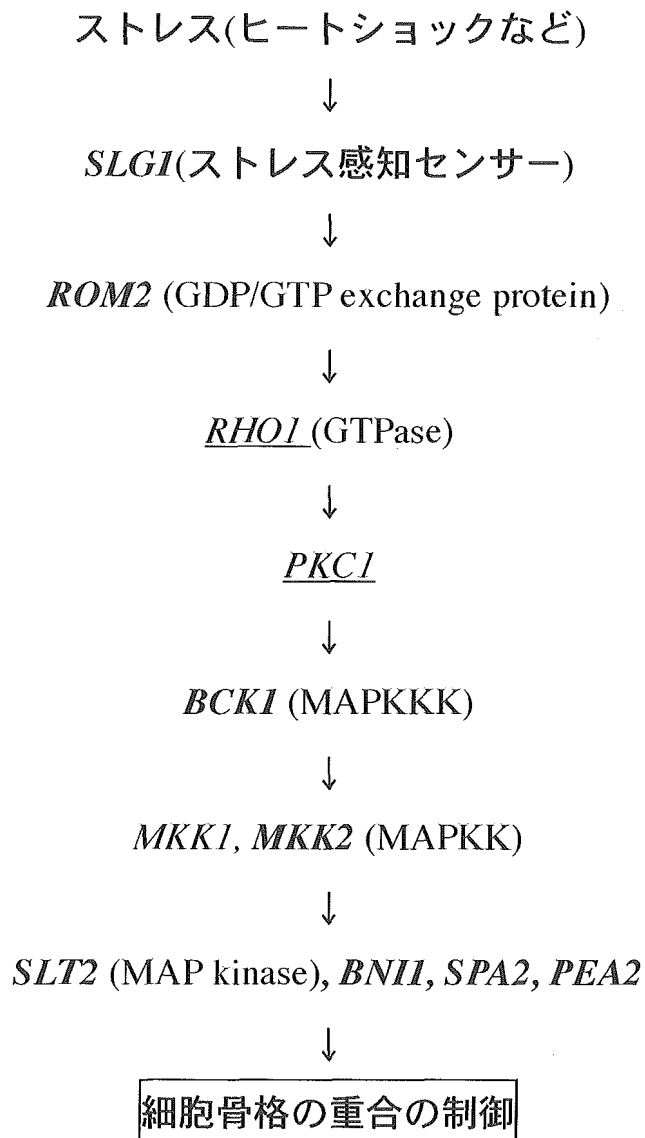 ストレス(ヒートショックなど)
↓
SLG1(ストレス感知センサー)
↓
ROM2 (GDP/GTP exchange protein)
↓
RHO1 (GTPase)
↓
PKC1
↓
BCK1 (MAPKKK)
↓
MKK1, MKK2 (MAPKK)
↓
SLT2 (MAP kinase), BNI1, SPA2, PEA2
↓
細胞骨格の重合の制御